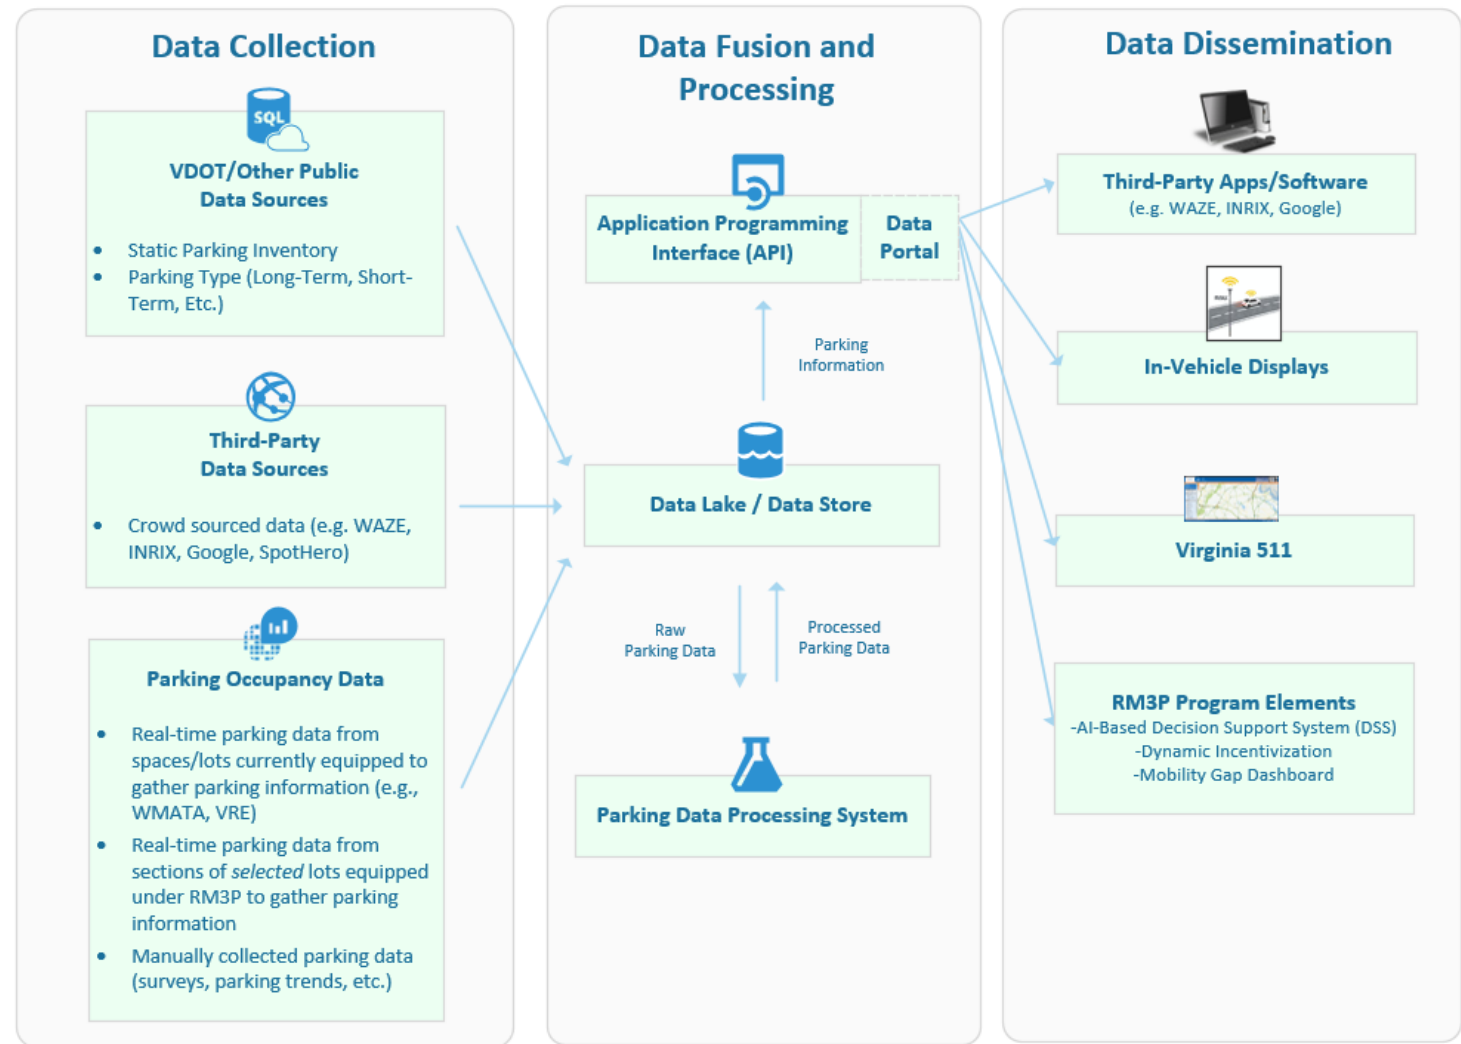 Data Collection
SQL
VDOT/Other Public
Data Sources
• Static Parking Inventory
• Parking Type (Long-Term, Short-
Term, Etc.)
Third-Party
Data Sources
• Crowd sourced data (e.g. WAZE,
INRIX, Google, SpotHero)
Parking Occupancy Data
• Real-time parking data from
spaces/lots currently equipped to
gather parking information (e.g.,
WMATA, VRE)
• Real-time parking data from
sections of selected lots equipped
under RM3P to gather parking
information
• Manually collected parking data
(surveys, parking trends, etc.)
Data Fusion and
Processing
Application Programming
Interface (API)
Data
Portal
Parking
Information
Data Lake / Data Store
Raw
Parking Data
Processed
Parking Data
Parking Data Processing System
Data Dissemination
Third-Party Apps/Software
(e.g. WAZE, INRIX, Google)
In-Vehicle Displays
Virginia 511
RM3P Program Elements
-AI-Based Decision Support System (DSS)
-Dynamic Incentivization
-Mobility Gap Dashboard